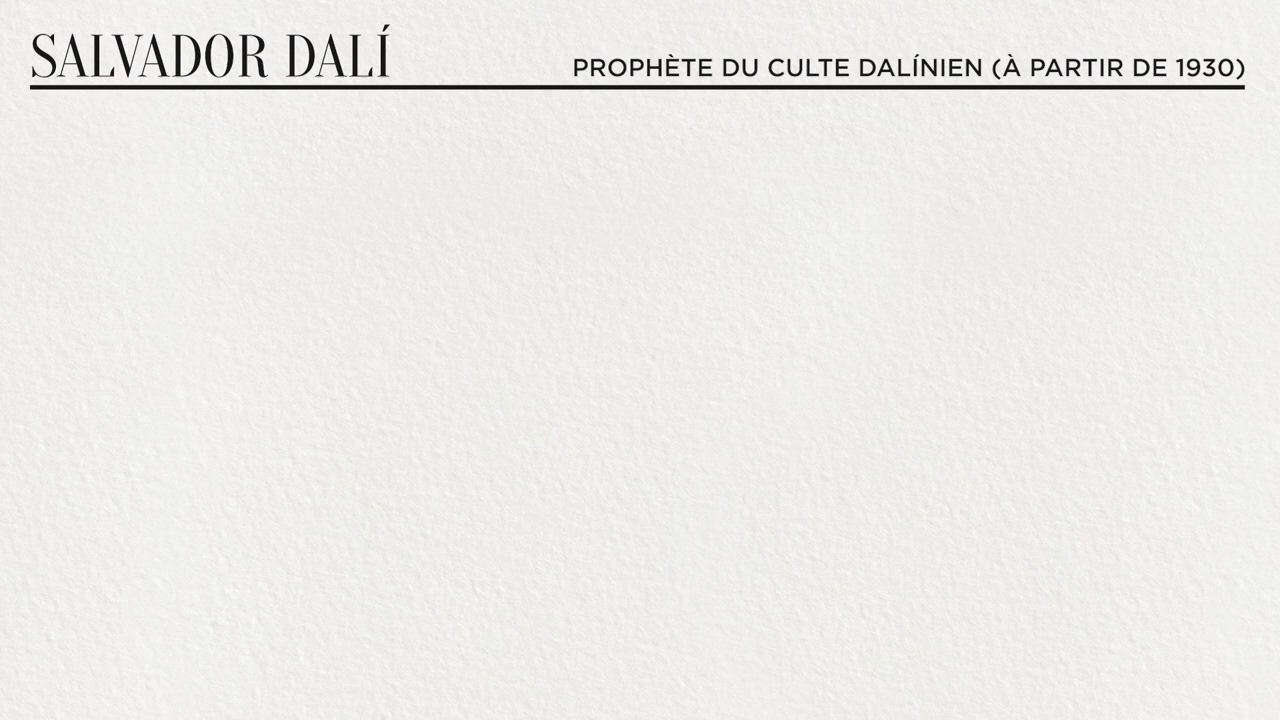 SALVADOR DALÍ
PROPHÈTE DU CULTE DALÍNIEN (À PARTIR DE 1930)